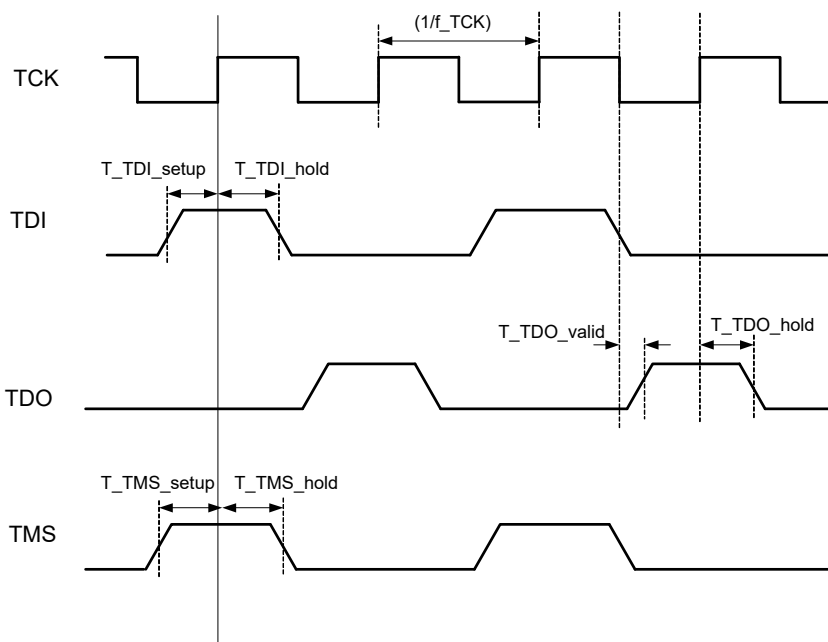 (1/f_TCK)
TCK
T_TDI_setup T_TDI_hold
TDI
T_TDO_valid T_TDO_hold
TDO
T_TMS_setup T_TMS_hold
TMS